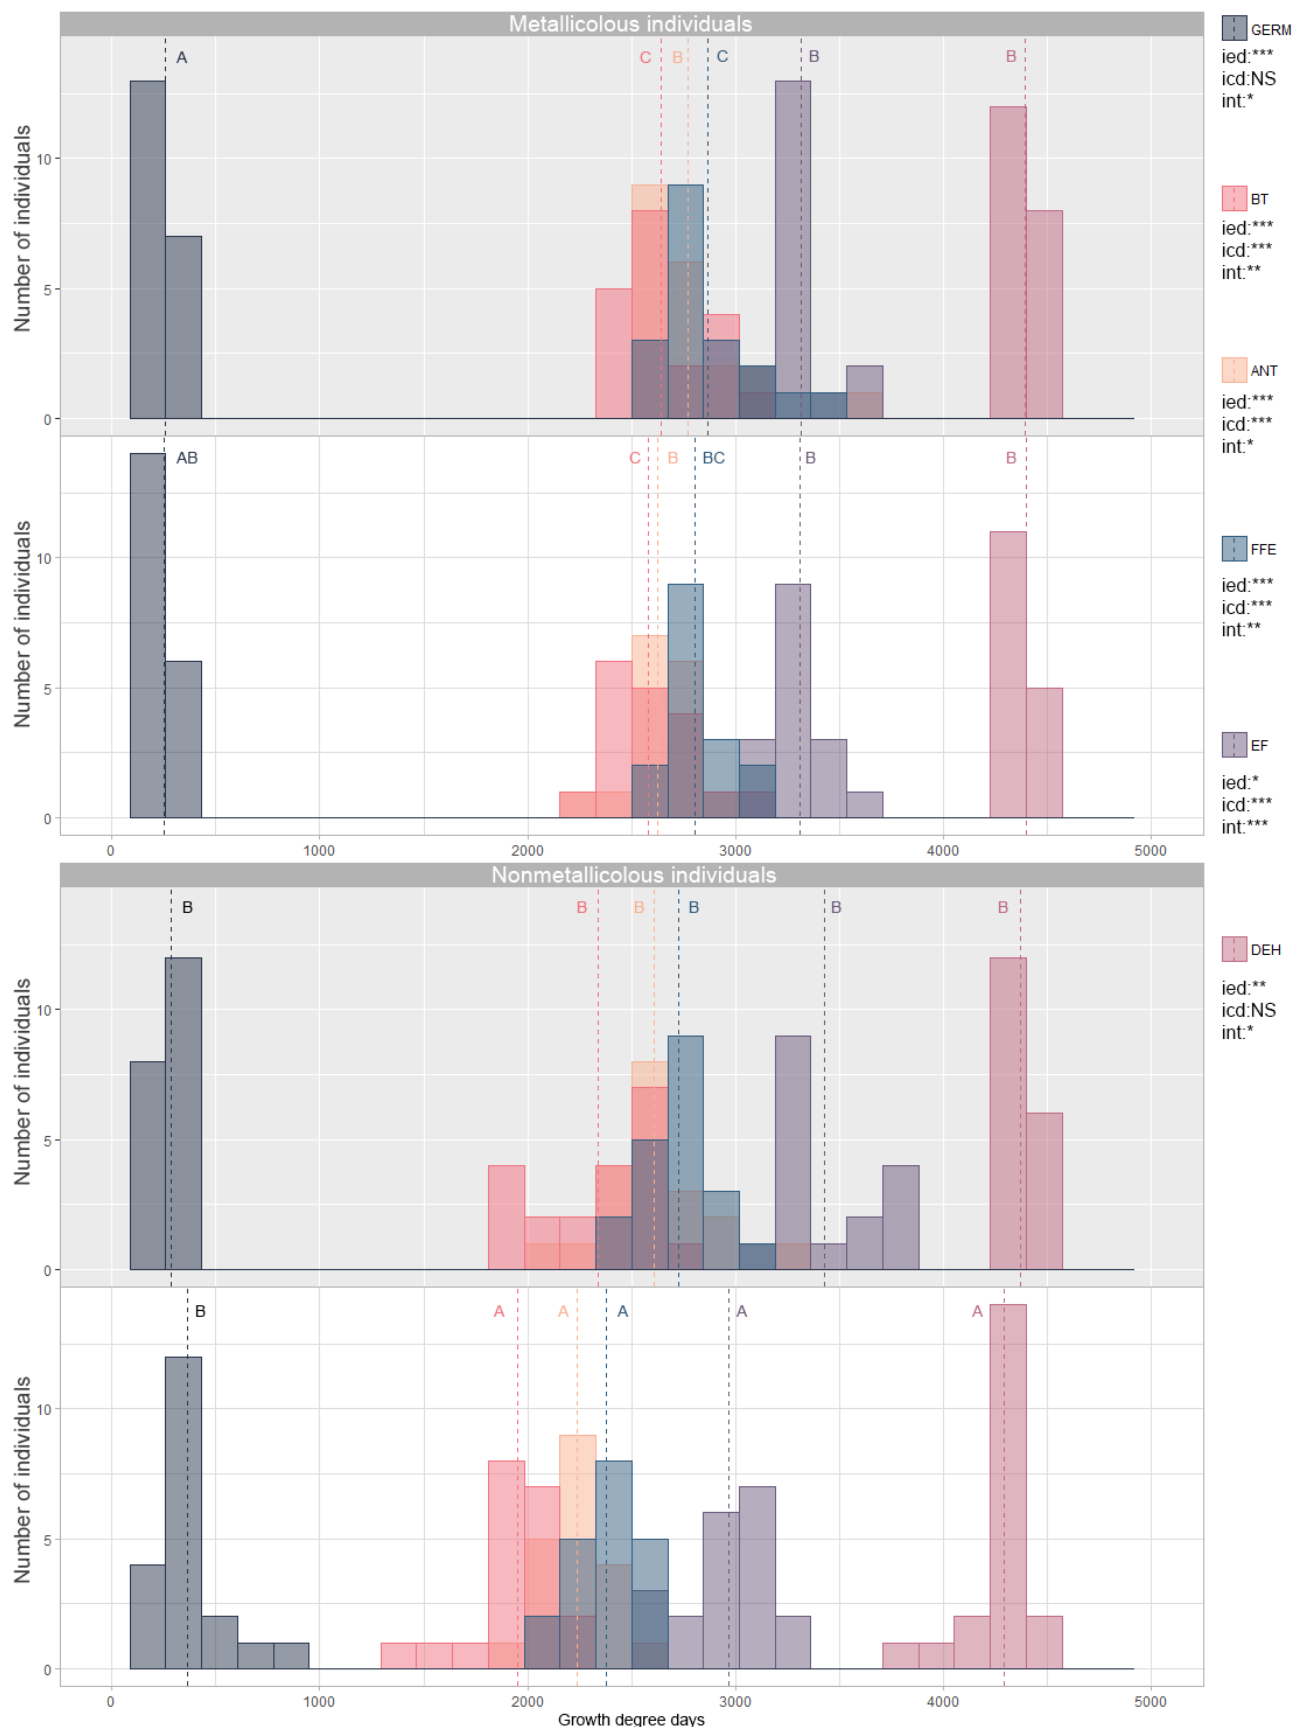 Metallicolous individuals
A
C
B
C
B
B
Number of individuals
10
5
0
AB
C
B
BC
B
B
Number of individuals
10
5
0
0
1000
2000
3000
4000
5000
Nonmetallicolous individuals
B
B
B
B
B
B
Number of individuals
10
5
0
B
A
A
A
A
A
Number of individuals
10
5
0
0
1000
2000
3000
4000
5000
Growth degree days
GERM
ied:***
icd:NS
int:*
BT
ied:***
icd:***
int:**
ANT
ied:***
icd:***
int:*
FFE
ied:***
icd:***
int:**
EF
ied:*
icd:***
int:***
DEH
ied:**
icd:NS
int:*